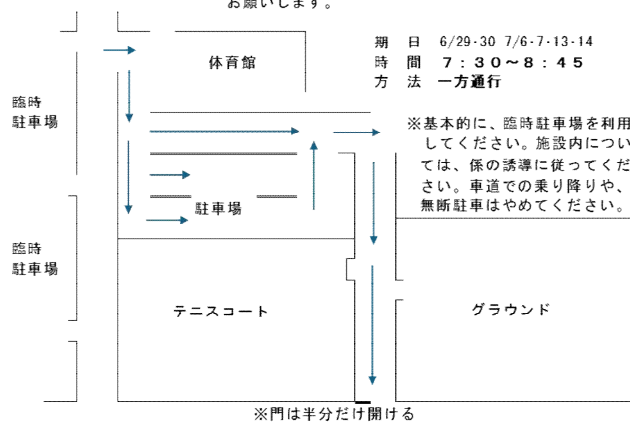 お願いします。
期　日　6/29・30 7/6・7・13・14
時　間　７：３０～８：４５
方　法　一方通行
体育館
臨時
駐車場
※基本的に、臨時駐車場を利用
してください。施設内につい
ては、係の誘導に従ってくだ
さい。車道での乗り降りや、
無断駐車はやめてください。
駐車場
臨時
駐車場
テニスコート
グラウンド
※門は半分だけ開ける